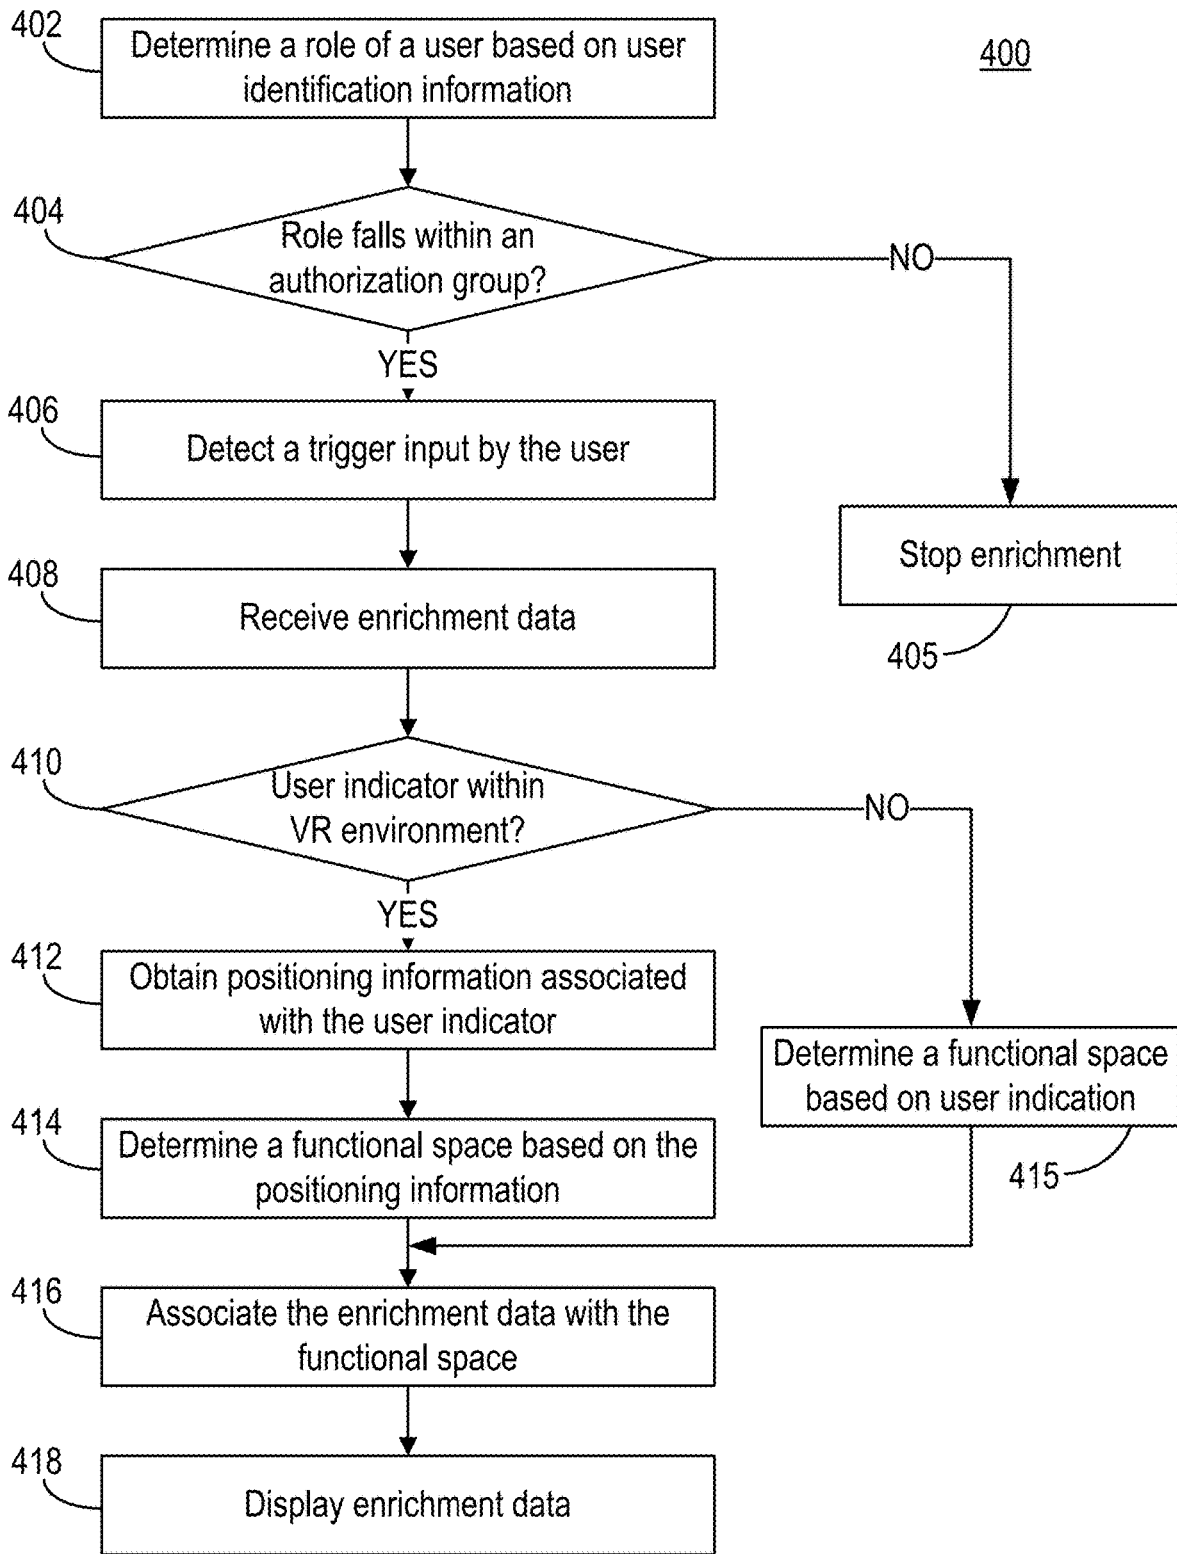 402
Determine a role of a user based on user
identification information
400
404
Role falls within an
authorization group?
NO
YES
406
Detect a trigger input by the user
Stop enrichment
405
408
Receive enrichment data
410
User indicator within
VR environment?
NO
YES
412
Obtain positioning information associated
with the user indicator
Determine a functional space
based on user indication
415
414
Determine a functional space based on the
positioning information
416
Associate the enrichment data with the
functional space
418
Display enrichment data